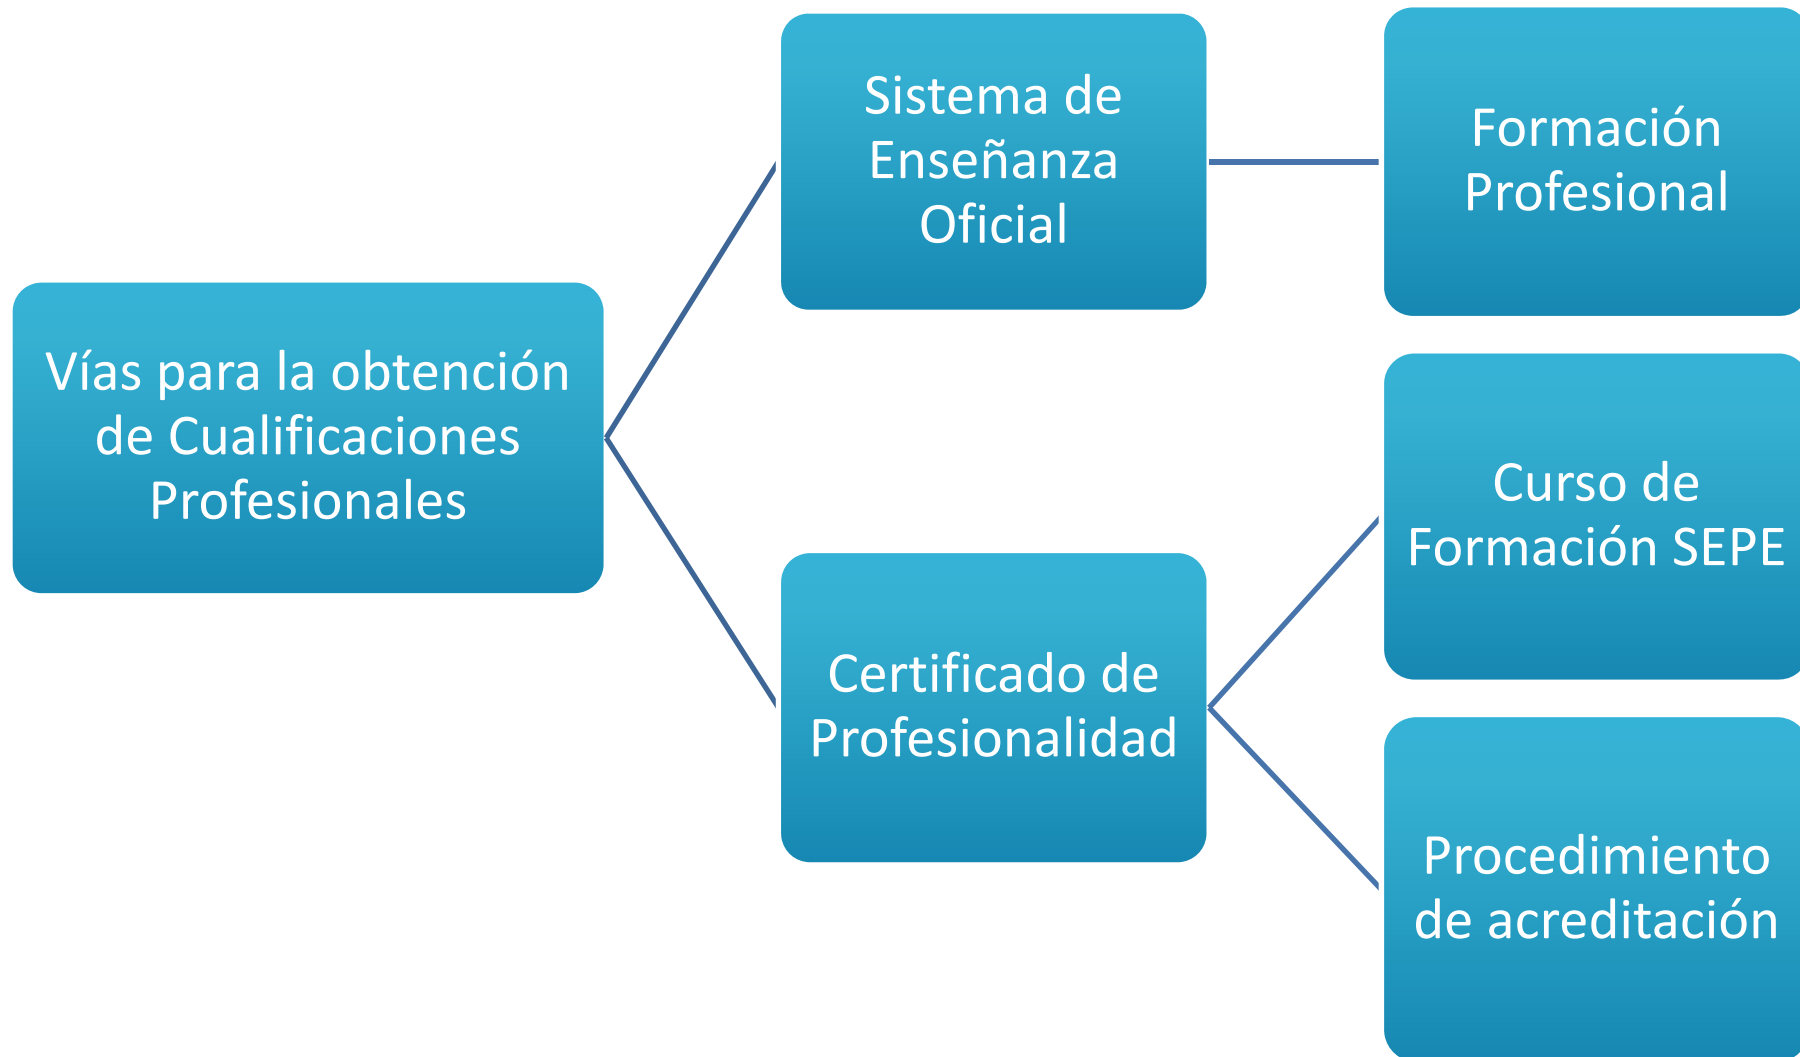 Vías para la obtención
de Cualificaciones
Profesionales
Sistema de
Enseñanza
Oficial
Formación
Profesional
Certificado de
Profesionalidad
Curso de
Formación SEPE
Procedimiento
de acreditación